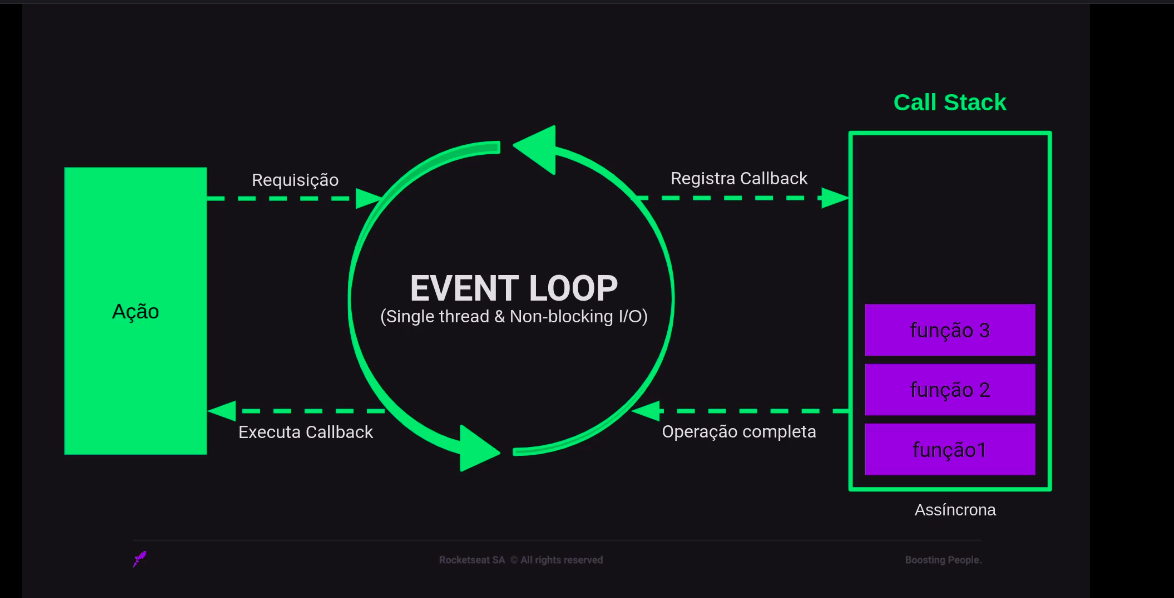 Call Stack
Requisição
Registra Callback
Ação
EVENT LOOP
(Single thread & Non-blocking I/O)
função 3
função 2
função1
Executa Callback
Operação completa
Assíncrona
Rocketseat SA © All rights reserved
Boosting People.